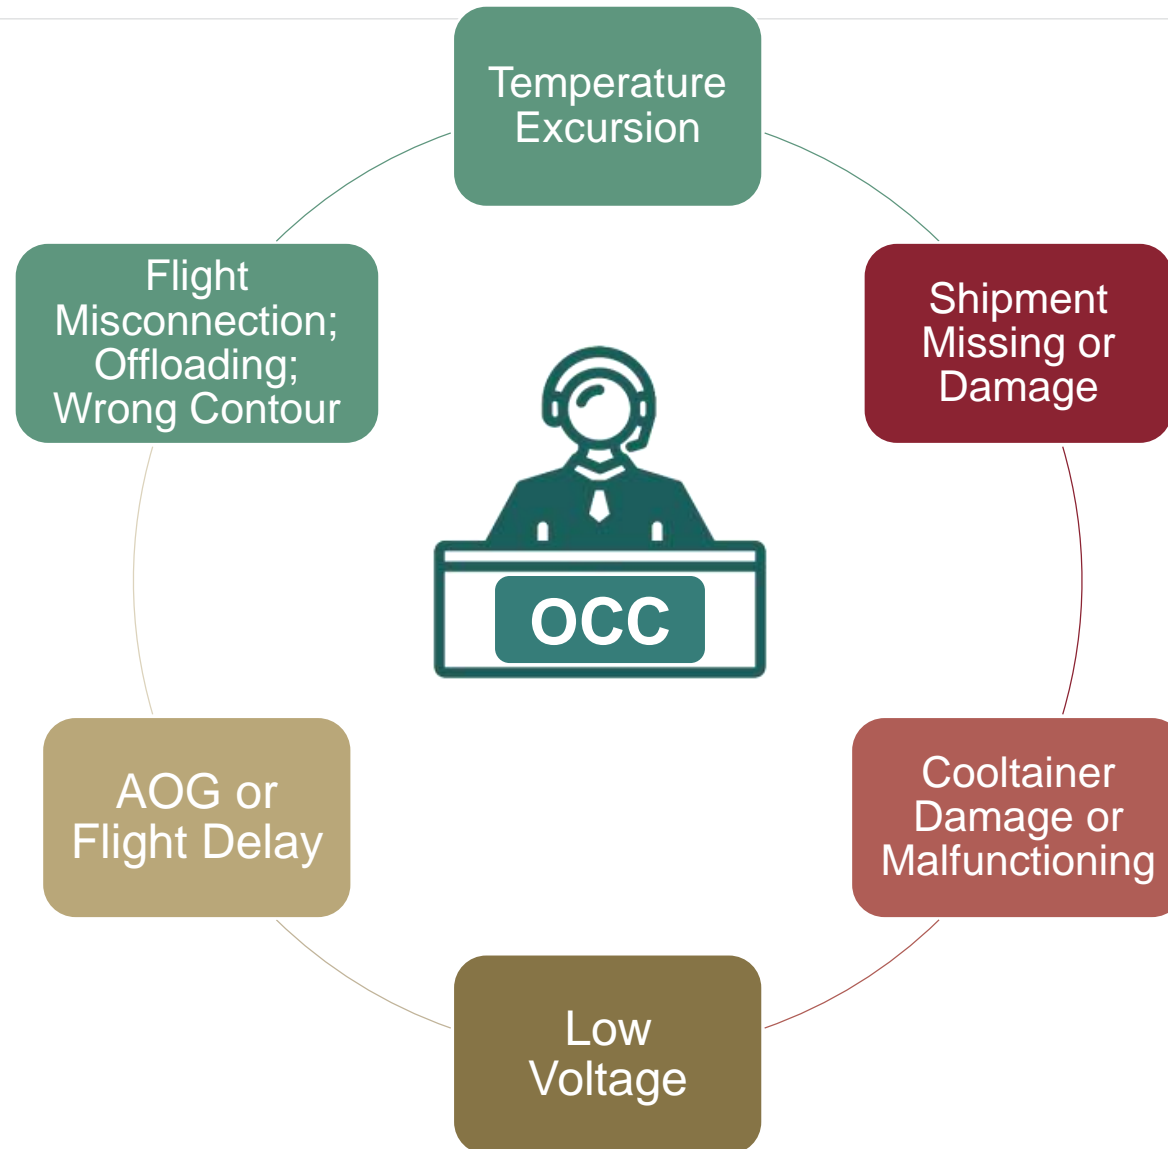 Temperature
Excursion
Flight
Misconnection;
Offloading;
Wrong Contour
Shipment
Missing or
Damage
OCC
AOG or
Flight Delay
Cooltainer
Damage or
Malfunctioning
Low
Voltage